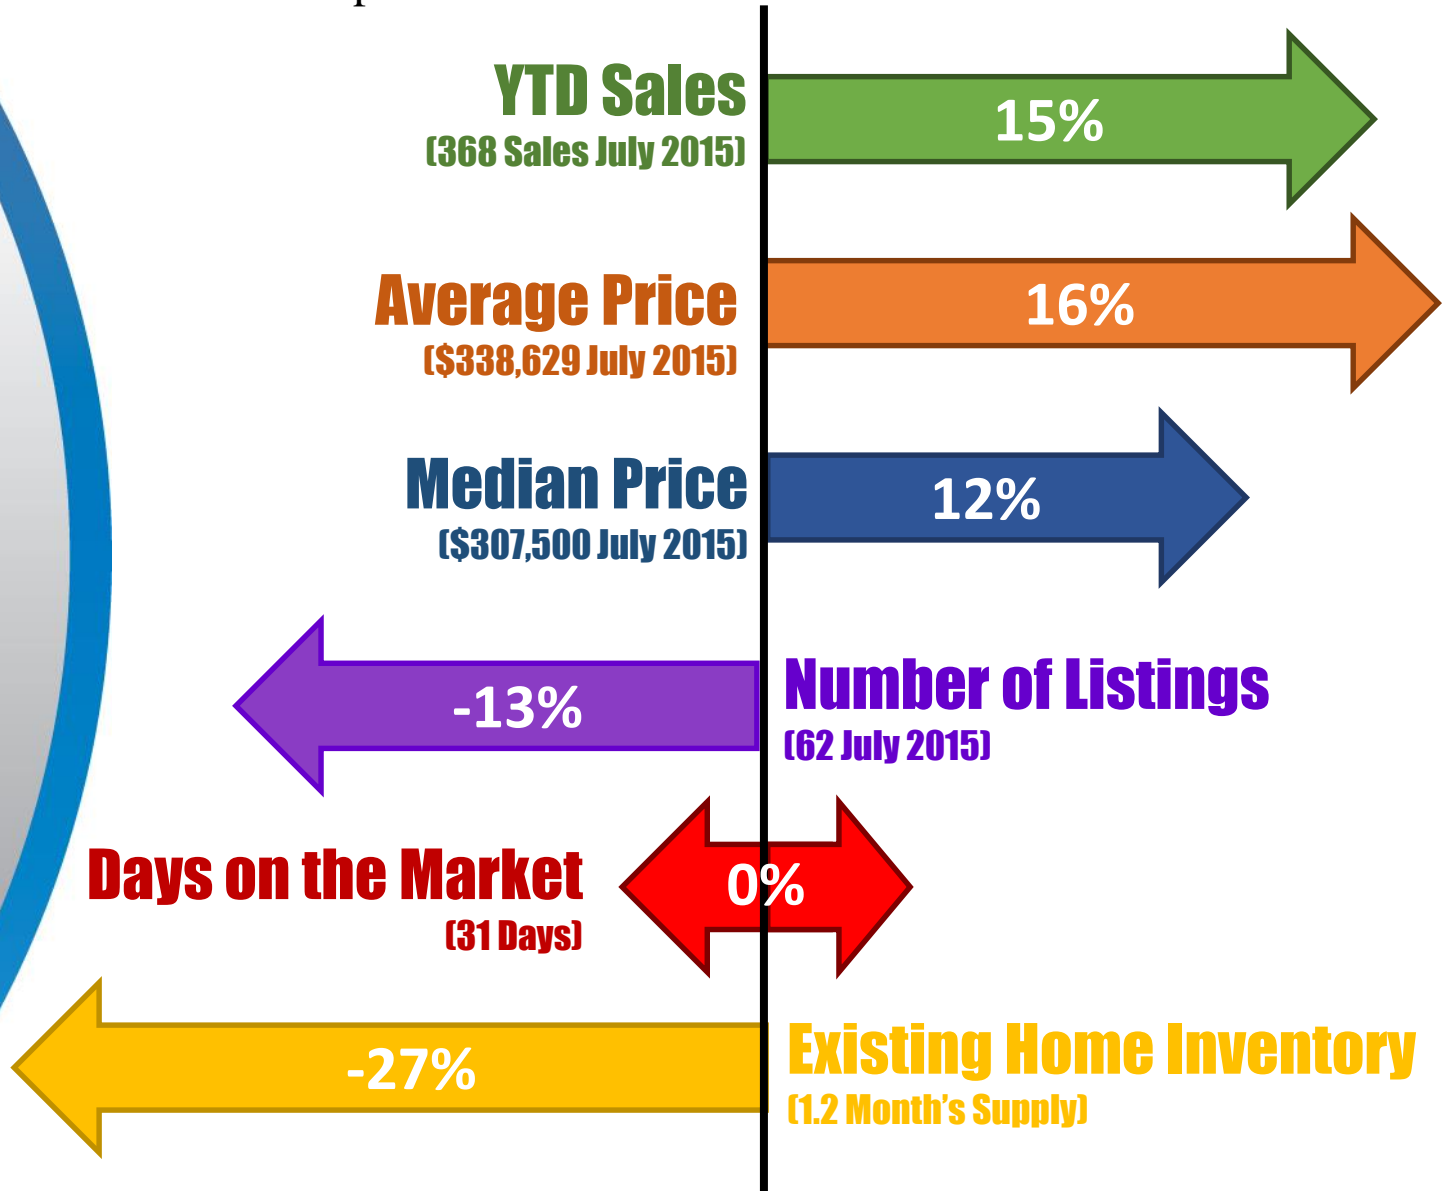 YTD Sales
(368 Sales July 2015)
15%
Average Price
($338,629 July 2015)
16%
Median Price
($307,500 July 2015)
12%
-13%
Number of Listings
(62 July 2015)
Days on the Market
(31 Days)
0%
-27%
Existing Home Inventory
(1.2 Month’s Supply)